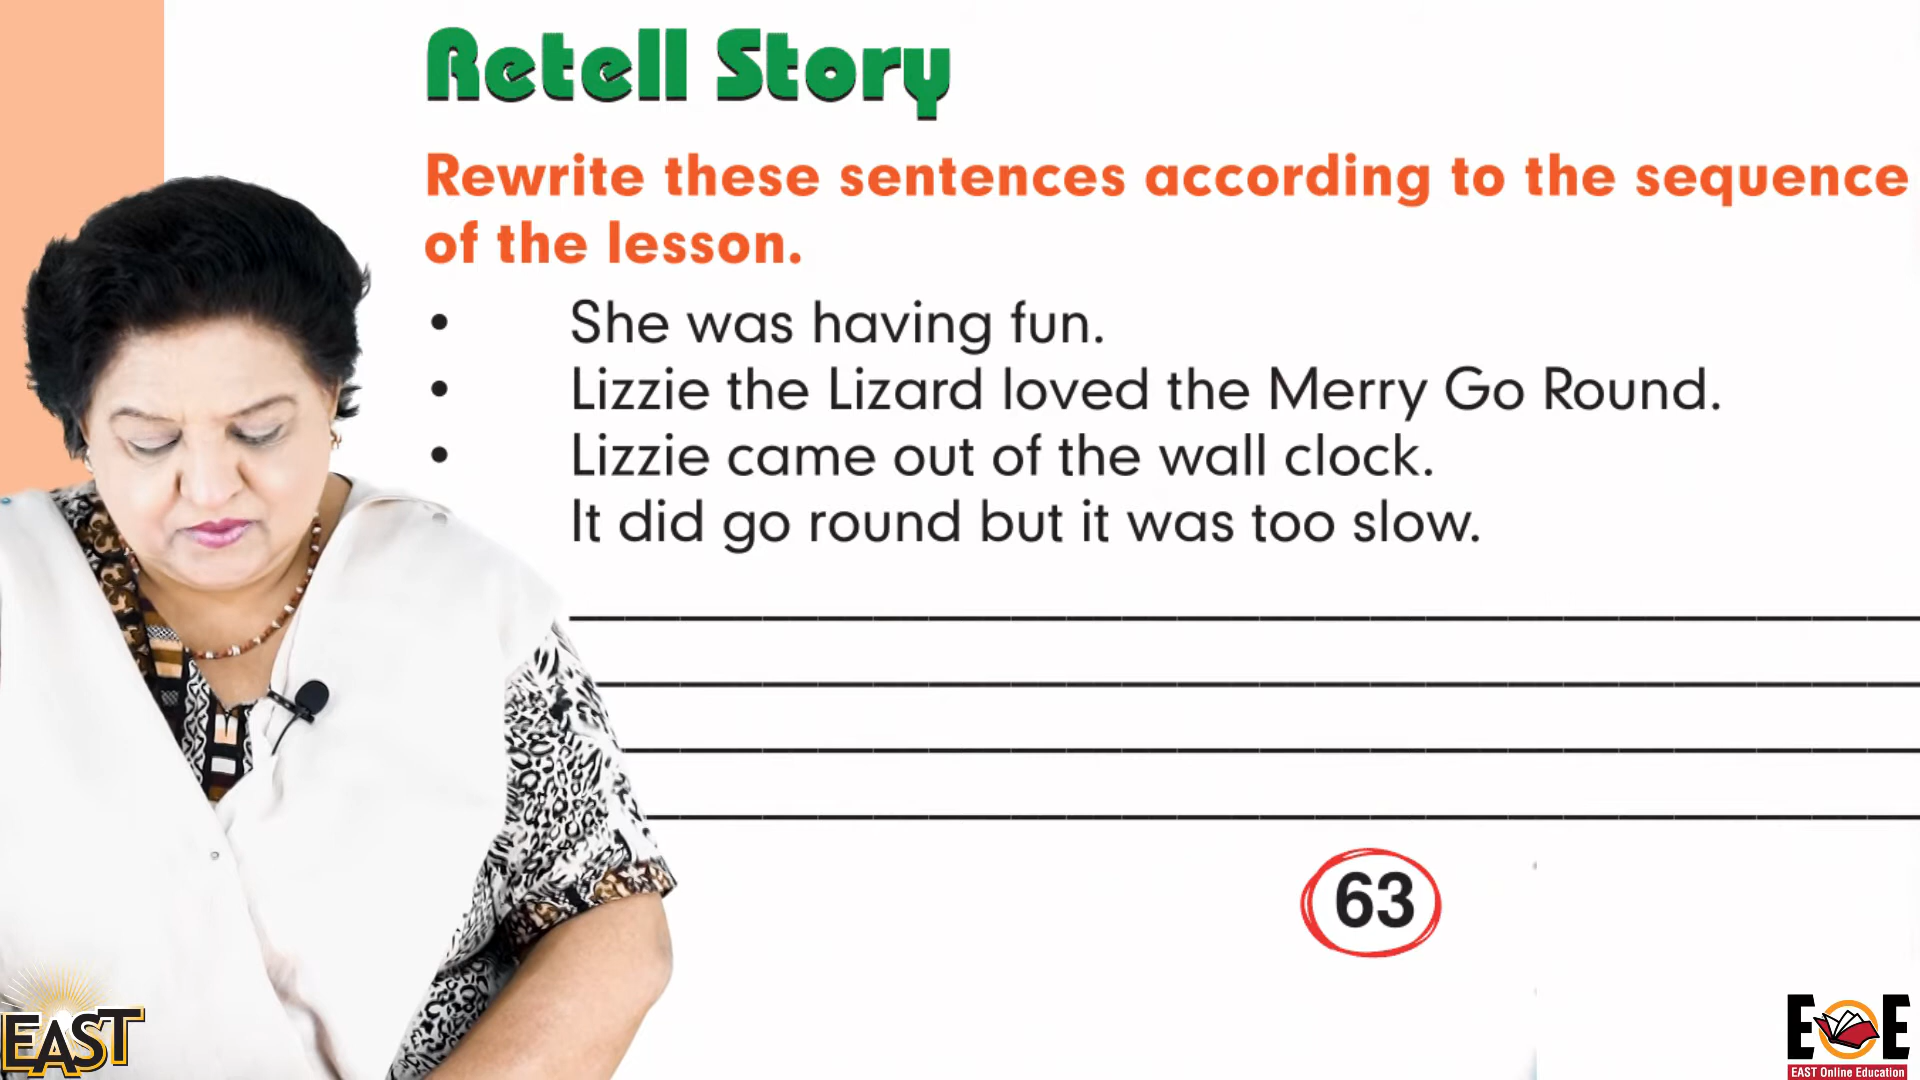 Retell Story
Rewrite these sentences according to the sequence
of the lesson.
• She was having fun.
• Lizzie the Lizard loved the Merry Go Round.
• Lizzie came out of the wall clock.
It did go round but it was too slow.
63
EAST
EOE
EAST Online Education